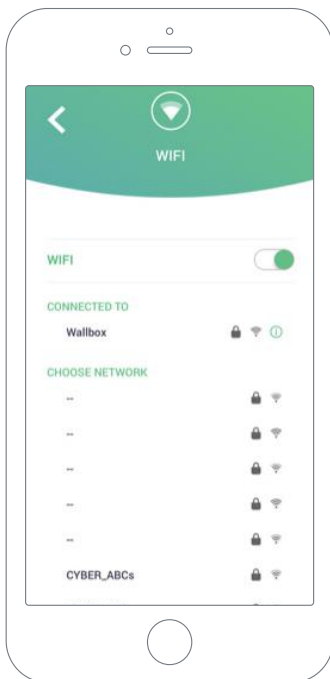 WIFI
WIFI
CONNECTED TO
Wallbox
CHOOSE NETWORK
--
--
--
--
--
CYBER_ABCs